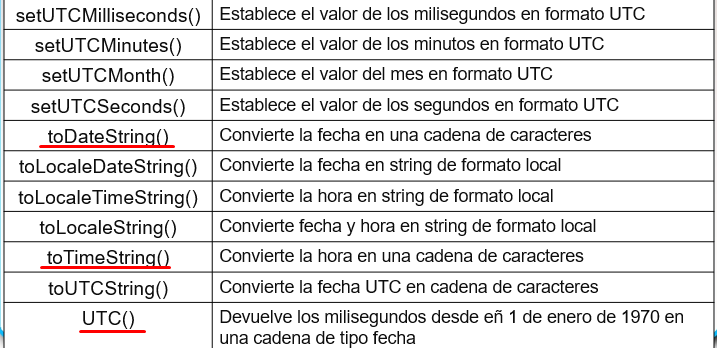 setUTCMilliseconds() Establece el valor de los milisegundos en formato UTC
setUTCMinutes() Establece el valor de los minutos en formato UTC
setUTCMonth() Establece el valor del mes en formato UTC
setUTCSeconds() Establece el valor de los segundos en formato UTC
toDateString() Convierte la fecha en una cadena de caracteres
toLocaleDateString() Convierte la fecha en string de formato local
toLocaleTimeString() Convierte la hora en string de formato local
toLocaleString() Convierte fecha y hora en string de formato local
toTimeString() Convierte la hora en una cadena de caracteres
toUTCString() Convierte la fecha UTC en cadena de caracteres
UTC() Devuelve los milisegundos desde eñ 1 de enero de 1970 en
una cadena de tipo fecha